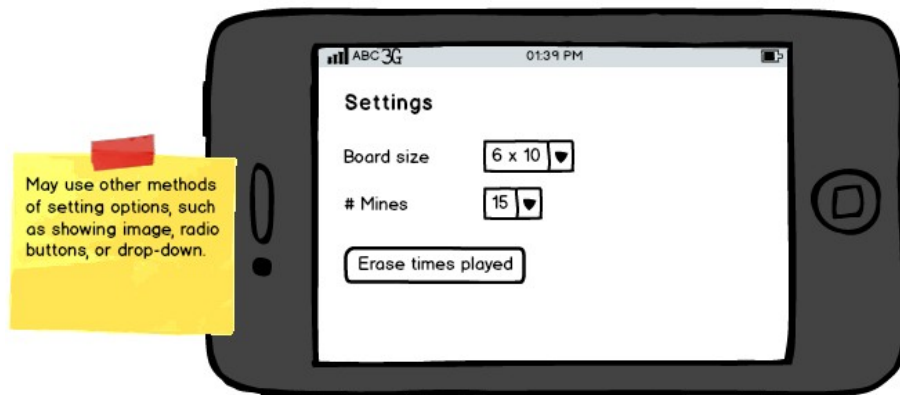 ABC 3G 01:39 PM
Settings
Board size 6 x 10
# Mines 15
Erase times played
May use other methods
of setting options, such
as showing image, radio
buttons, or drop-down.